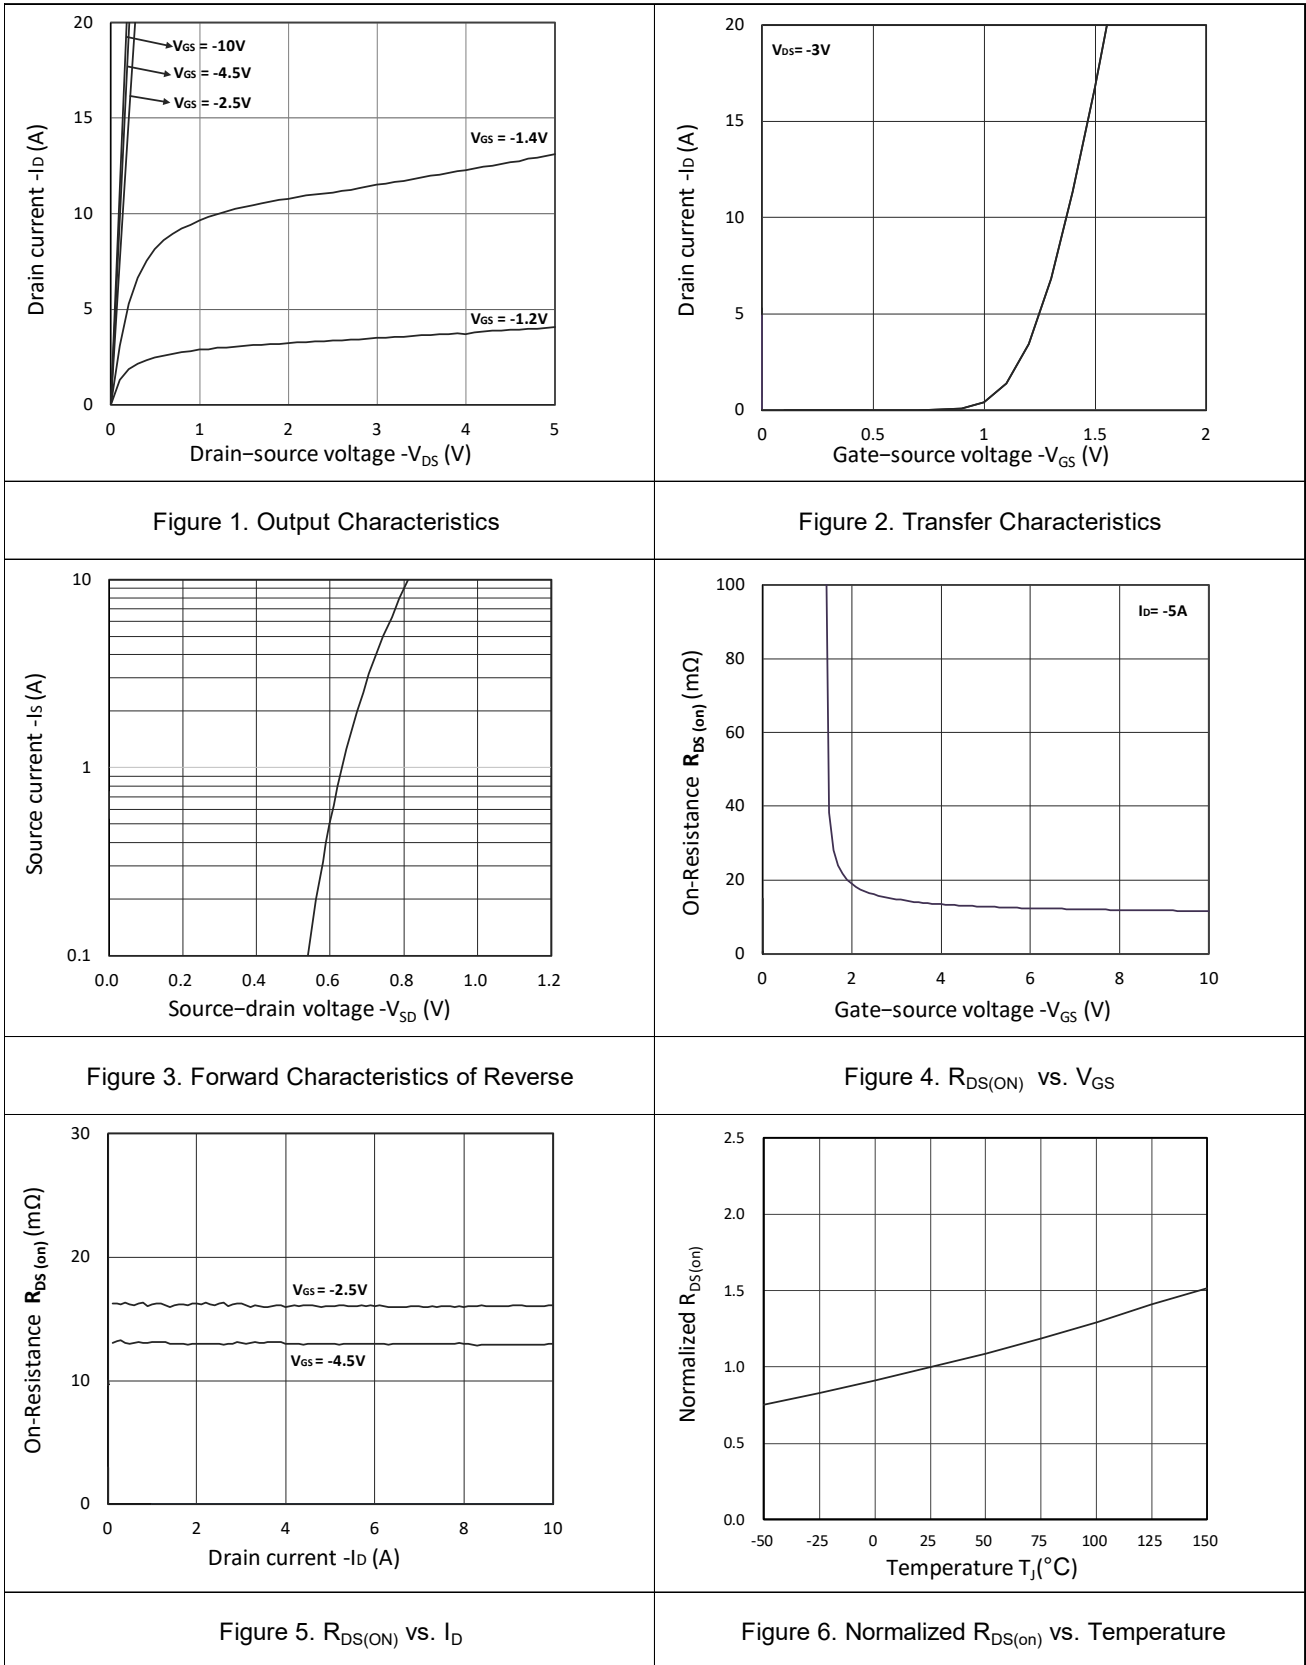 20
15
10
5
0
0 1 2 3 4 5
VGS = -10V
VGS = -4.5V
VGS = -2.5V
VGS = -1.4V
VGS = -1.2V
Drain current -ID (A)
Drain−source voltage -VDS (V)
Figure 1. Output Characteristics
20
15
10
5
0
0 0.5 1 1.5 2
VDS= -3V
Drain current -ID (A)
Gate−source voltage -VGS (V)
Figure 2. Transfer Characteristics
10
1
0.1
0.0 0.2 0.4 0.6 0.8 1.0 1.2
Source current -IS (A)
Source−drain voltage -VSD (V)
Figure 3. Forward Characteristics of Reverse
100
80
60
40
20
0
0 2 4 6 8 10
ID= -5A
On-Resistance RDS (on) (mΩ)
Gate−source voltage -VGS (V)
Figure 4. RDS(ON) vs. VGS
30
20
10
0
0 2 4 6 8 10
VGS = -2.5V
VGS = -4.5V
On-Resistance RDS (on) (mΩ)
Drain current -ID (A)
Figure 5. RDS(ON) vs. ID
2.5
2.0
1.5
1.0
0.5
0.0
-50 -25 0 25 50 75 100 125 150
Normalized RDS(on)
Temperature TJ(°C)
Figure 6. Normalized RDS(on) vs. Temperature